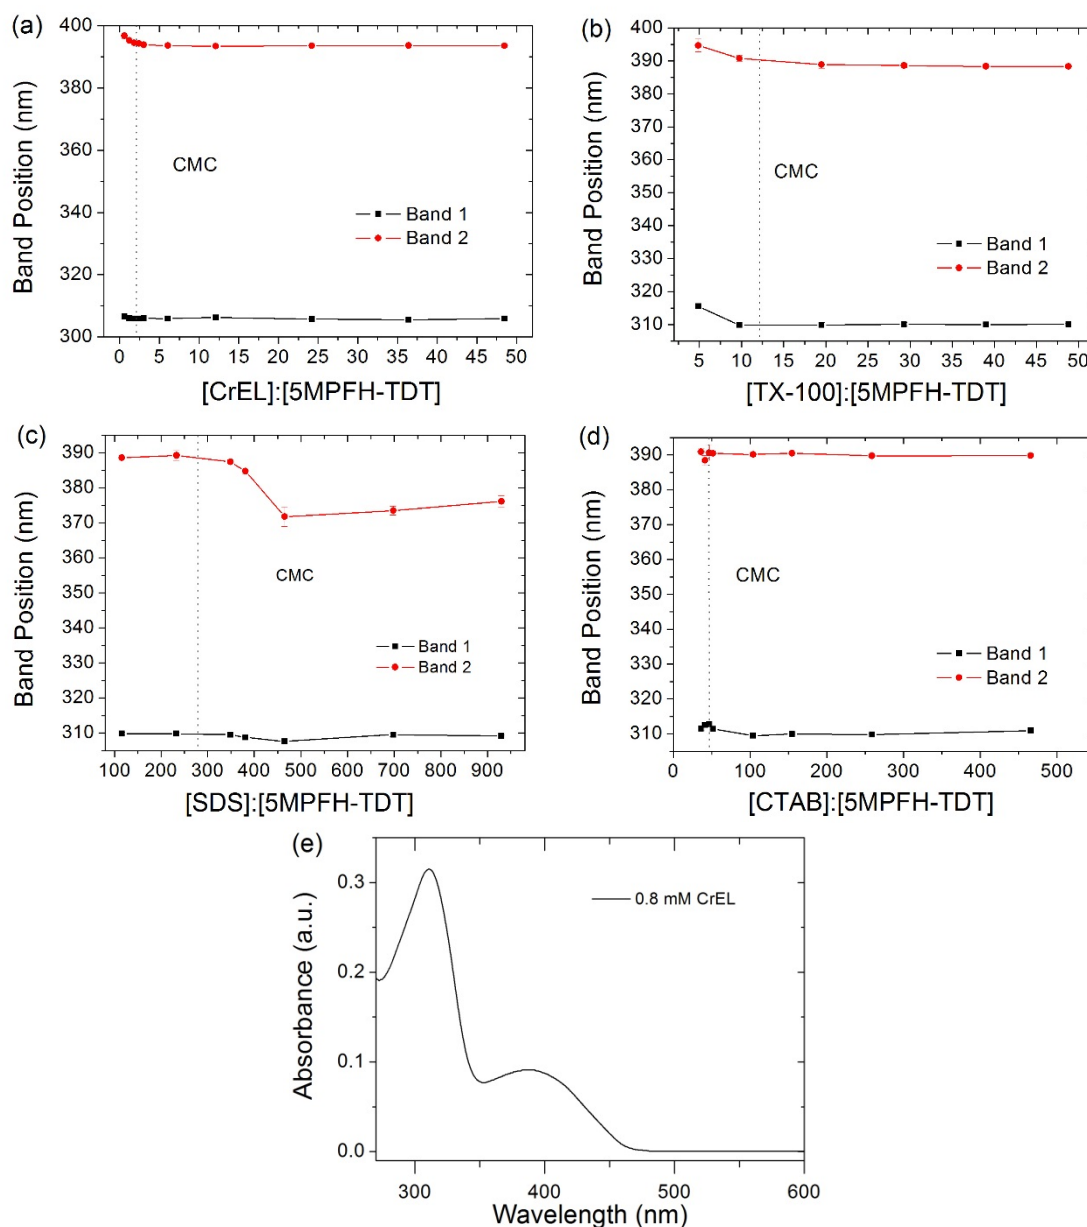 (a)
400
380
360
340
320
300
Band Position (nm)
CMC
Band 1
Band 2
0 5 10 15 20 25 30 35 40 45 50
[CrEL]:[5MPFH-TDT]
(b)
400
390
380
370
360
350
340
330
320
310
Band Position (nm)
CMC
Band 1
Band 2
5 10 15 20 25 30 35 40 45 50
[TX-100]:[5MPFH-TDT]
(c)
390
380
370
360
350
340
330
320
310
Band Position (nm)
CMC
Band 1
Band 2
100 200 300 400 500 600 700 800 900
[SDS]:[5MPFH-TDT]
(d)
390
380
370
360
350
340
330
320
310
Band Position (nm)
CMC
Band 1
Band 2
0 100 200 300 400 500
[CTAB]:[5MPFH-TDT]
(e)
0.3
0.2
0.1
0.0
Absorbance (a.u.)
0.8 mM CrEL
300 400 500 600
Wavelength (nm)